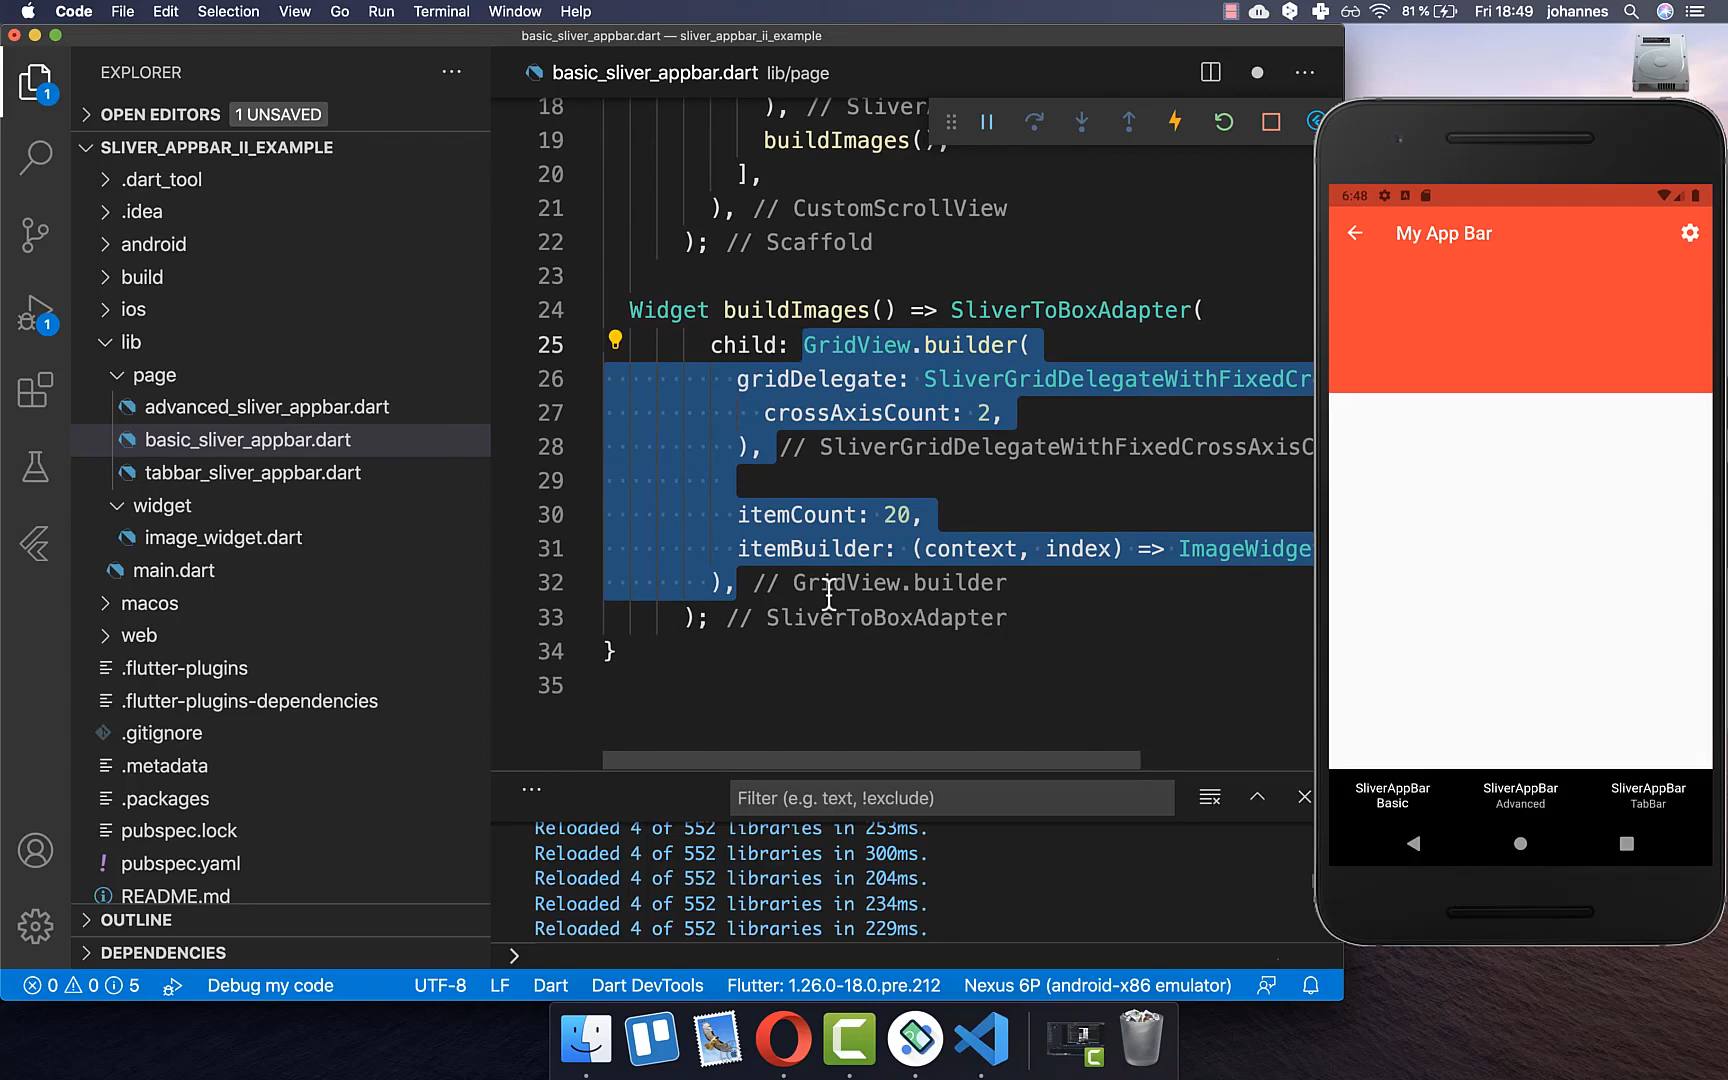 Code File Edit Selection View Go Run Terminal Window Help
81% Fri 18:49 johannes
basic_sliver_appbar.dart — sliver_appbar_ii_example
EXPLORER
OPEN EDITORS 1 UNSAVED
SLIVER_APPBAR_II_EXAMPLE
.dart_tool
.idea
android
build
ios
lib
page
advanced_sliver_appbar.dart
basic_sliver_appbar.dart
tabbar_sliver_appbar.dart
widget
image_widget.dart
main.dart
macos
web
.flutter-plugins
.flutter-plugins-dependencies
.gitignore
.metadata
.packages
pubspec.lock
pubspec.yaml
README.md
OUTLINE
DEPENDENCIES
1
1
basic_sliver_appbar.dart lib/page
18 ), // Sliver
19 buildImages(),
20 ],
21 ), // CustomScrollView
22 ); // Scaffold
23
24 Widget buildImages() => SliverToBoxAdapter(
25 child: GridView.builder(
26 gridDelegate: SliverGridDelegateWithFixedCr
27 crossAxisCount: 2,
28 ), // SliverGridDelegateWithFixedCrossAxisC
29
30 itemCount: 20,
31 itemBuilder: (context, index) => ImageWidge
32 ), // GridView.builder
33 ); // SliverToBoxAdapter
34 }
35
Filter (e.g. text, !exclude)
Reloaded 4 of 552 libraries in 253ms.
Reloaded 4 of 552 libraries in 300ms.
Reloaded 4 of 552 libraries in 204ms.
Reloaded 4 of 552 libraries in 234ms.
Reloaded 4 of 552 libraries in 229ms.
0 0 5 Debug my code UTF-8 LF Dart Dart DevTools Flutter: 1.26.0-18.0.pre.212 Nexus 6P (android-x86 emulator)
6:48
My App Bar
SliverAppBar
Basic
SliverAppBar
Advanced
SliverAppBar
TabBar